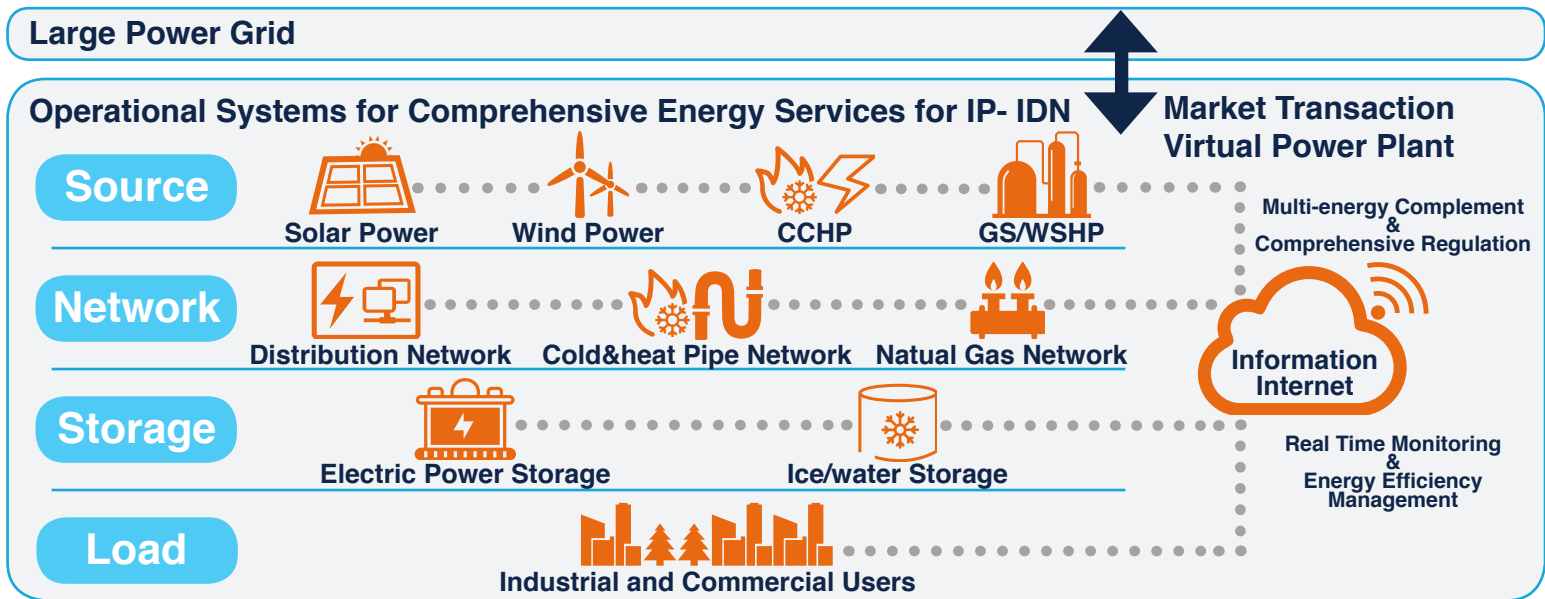 Large Power Grid
Operational Systems for Comprehensive Energy Services for IP- IDN
Market Transaction
Virtual Power Plant
Source
Solar Power
Wind Power
CCHP
GS/WSHP
Multi-energy Complement
&
Comprehensive Regulation
Network
Distribution Network
Cold&heat Pipe Network
Natual Gas Network
Information
Internet
Storage
Electric Power Storage
Ice/water Storage
Real Time Monitoring
&
Energy Efficiency
Management
Load
Industrial and Commercial Users